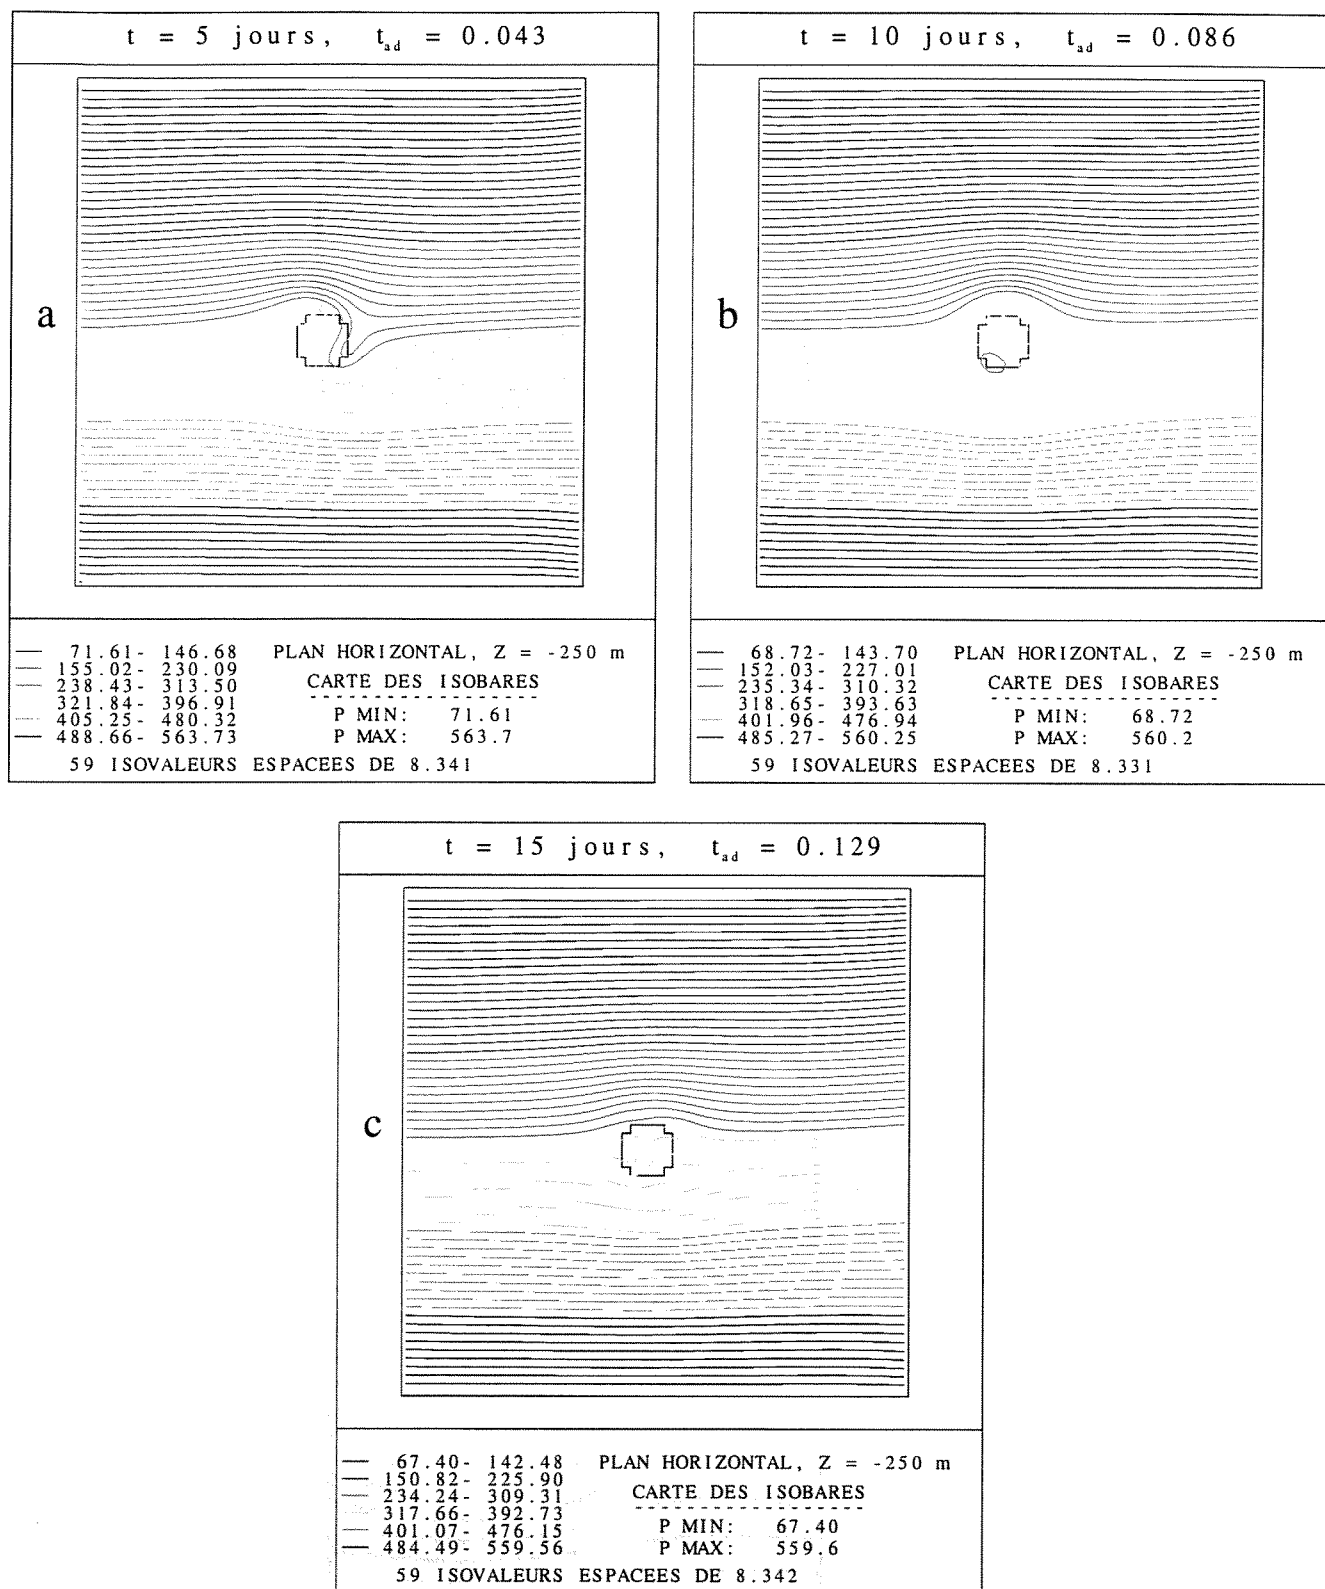 t = 5 jours, t_ad = 0.043
a
71.61- 146.68
155.02- 230.09
238.43- 313.50
321.84- 396.91
405.25- 480.32
488.66- 563.73
PLAN HORIZONTAL, Z = -250 m
CARTE DES ISOBARES
P MIN: 71.61
P MAX: 563.7
59 ISOVALEURS ESPACEES DE 8.341
t = 10 jours, t_ad = 0.086
b
68.72- 143.70
152.03- 227.01
235.34- 310.32
318.65- 393.63
401.96- 476.94
485.27- 560.25
PLAN HORIZONTAL, Z = -250 m
CARTE DES ISOBARES
P MIN: 68.72
P MAX: 560.2
59 ISOVALEURS ESPACEES DE 8.331
t = 15 jours, t_ad = 0.129
c
67.40- 142.48
150.82- 225.90
234.24- 309.31
317.66- 392.73
401.07- 476.15
484.49- 559.56
PLAN HORIZONTAL, Z = -250 m
CARTE DES ISOBARES
P MIN: 67.40
P MAX: 559.6
59 ISOVALEURS ESPACEES DE 8.342